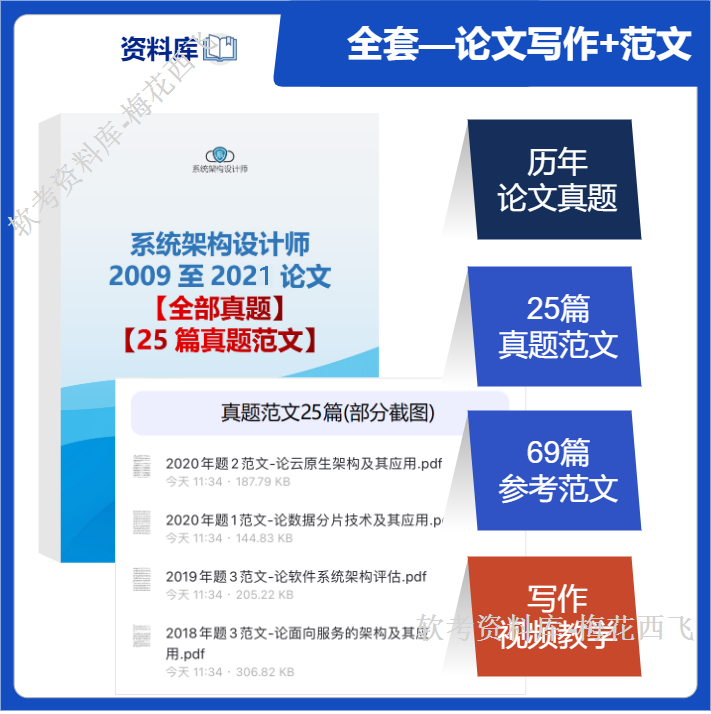 资料库
全套—论文写作+范文
软考资料库-梅花西飞
系统架构设计师
系统架构设计师
2009 至 2021 论文
【全部真题】
【25 篇真题范文】
历年
论文真题
25篇
真题范文
69篇
参考范文
写作
视频教学
真题范文25篇(部分截图)
2020年题2范文-论云原生架构及其应用.pdf
今天 11:34 · 187.79 KB
2020年题1范文-论数据分片技术及其应用.p
今天 11:34 · 144.83 KB
2019年题3范文-论软件系统架构评估.pdf
今天 11:34 · 205.22 KB
2018年题3范文-论面向服务的架构及其应
用.pdf
今天 11:34 · 306.82 KB
软考资料库-梅花西飞